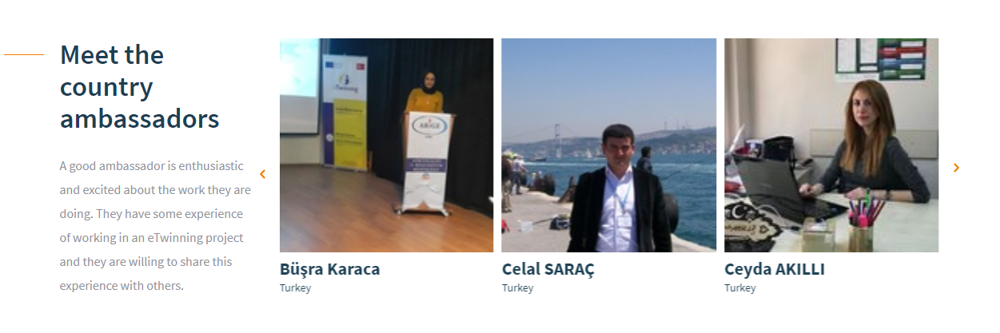 Meet the
country
ambassadors
A good ambassador is enthusiastic
and excited about the work they are
doing. They have some experience
of working in an eTwinning project
and they are willing to share this
experience with others.
eTwinning
ARGE
Büşra Karaca
Turkey
Celal SARAÇ
Turkey
Ceyda AKILLI
Turkey